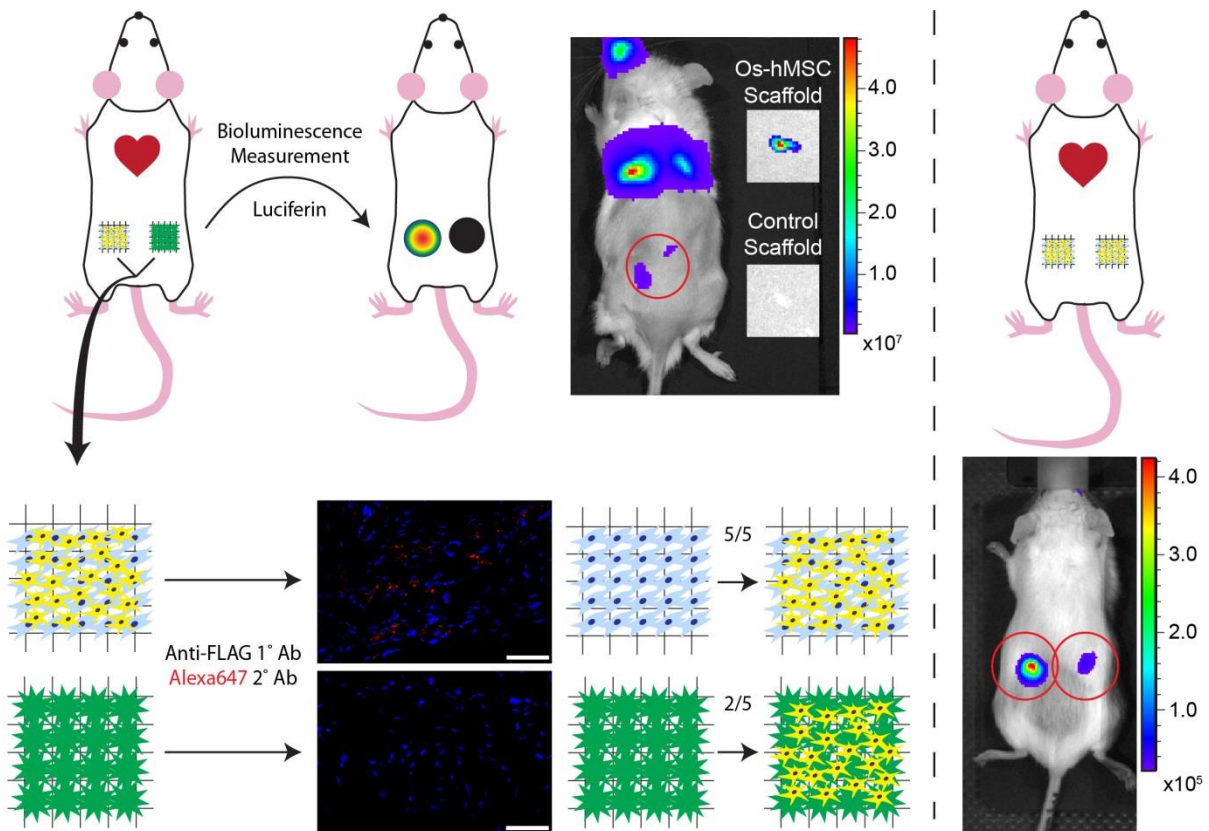 Bioluminescence
Measurement
Luciferin
Os-hMSC
Scaffold
Control
Scaffold
4.0
3.0
2.0
1.0
x10⁷
Anti-FLAG 1° Ab
Alexa647 2° Ab
5/5
2/5
4.0
3.0
2.0
1.0
x10⁵